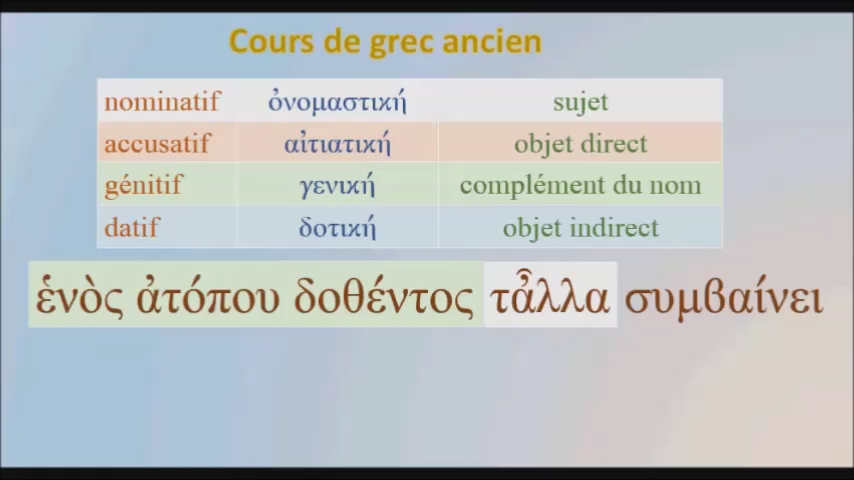 Cours de grec ancien
nominatif ὀνομαστική sujet
accusatif αἰτιατική objet direct
génitif γενική complément du nom
datif δοτική objet indirect
ἑνὸς ἀτόπου δοθέντος τἆλλα συμβαίνει